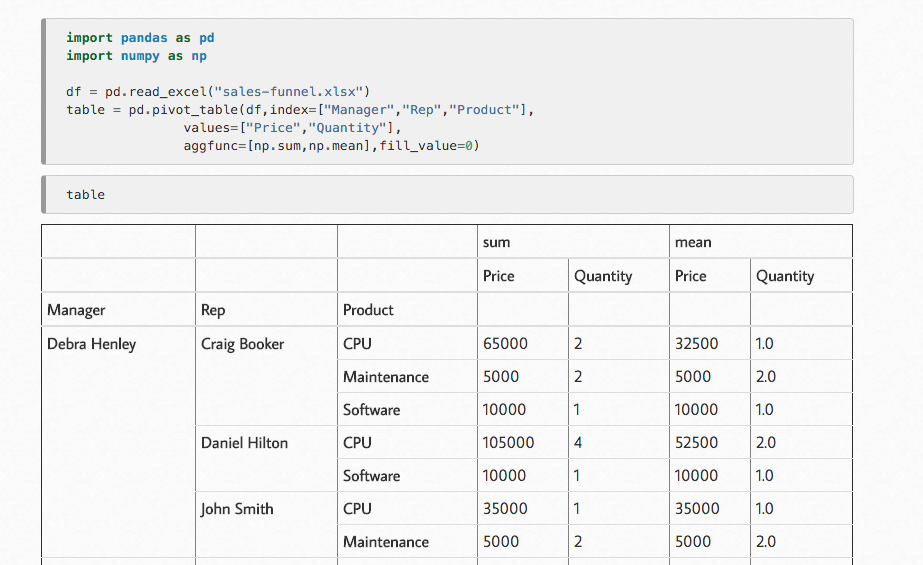 import pandas as pd
import numpy as np
df = pd.read_excel("sales-funnel.xlsx")
table = pd.pivot_table(df,index=["Manager","Rep","Product"],
values=["Price","Quantity"],
aggfunc=[np.sum,np.mean],fill_value=0)
table
sum mean
Price Quantity Price Quantity
Manager Rep Product
Debra Henley Craig Booker CPU 65000 2 32500 1.0
Maintenance 5000 2 5000 2.0
Software 10000 1 10000 1.0
Daniel Hilton CPU 105000 4 52500 2.0
Software 10000 1 10000 1.0
John Smith CPU 35000 1 35000 1.0
Maintenance 5000 2 5000 2.0